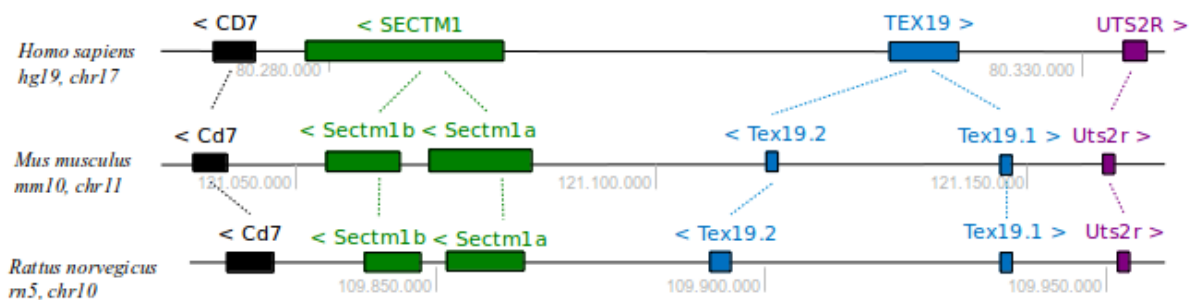 < CD7 < SECTM1 TEX19 > UTS2R >
Homo sapiens
hg19, chr17
80.280.000 80.330.000
< Cd7 < Sectm1b < Sectm1a < Tex19.2 Tex19.1 > Uts2r >
Mus musculus
mm10, chr11
121.050.000 121.100.000 121.150.000
< Cd7 < Sectm1b < Sectm1a < Tex19.2 Tex19.1 > Uts2r >
Rattus norvegicus
rn5, chr10
109.850.000 109.900.000 109.950.000